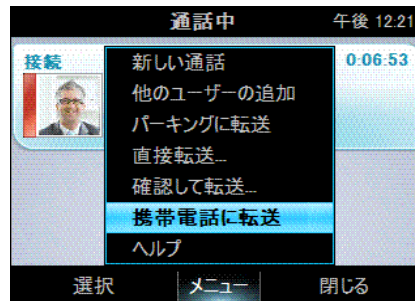 通話中 午後 12:21
接続 0:06:53
新しい通話
他のユーザーの追加
パーキングに転送
直接転送...
確認して転送...
携帯電話に転送
ヘルプ
選択 メニュー 閉じる